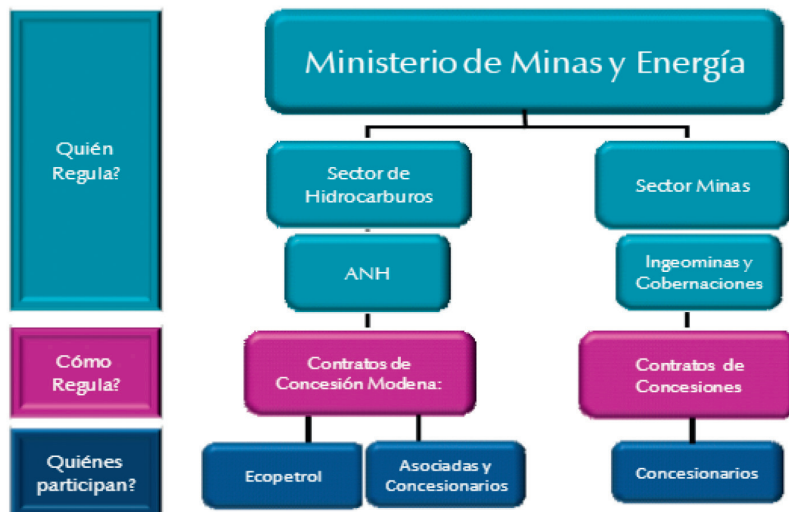 Ministerio de Minas y Energía
Quién
Regula?
Sector de
Hidrocarburos
Sector Minas
ANH
Ingeominas y
Gobernaciones
Cómo
Regula?
Contratos de
Concesión Modena:
Contratos de
Concesiones
Quiénes
participan?
Ecopetrol
Asociadas y
Concesionarios
Concesionarios